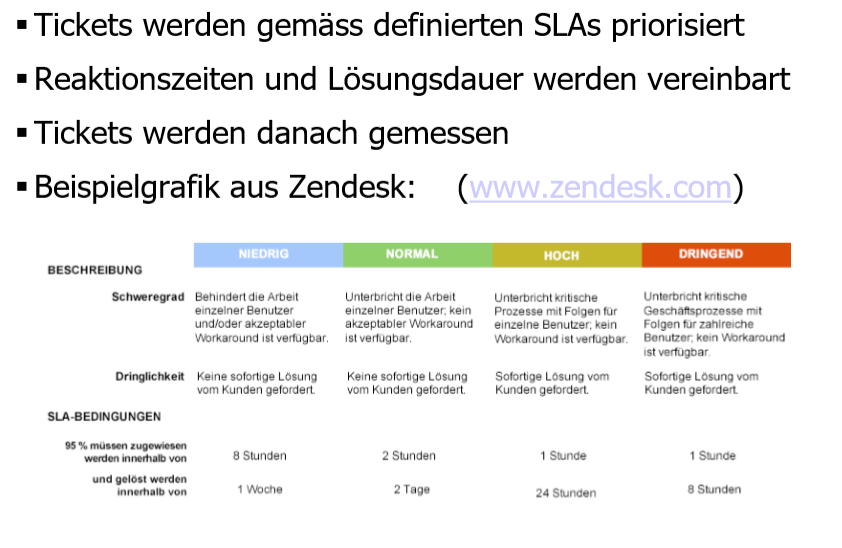 ▪ Tickets werden gemäss definierten SLAs priorisiert
▪ Reaktionszeiten und Lösungsdauer werden vereinbart
▪ Tickets werden danach gemessen
▪ Beispielgrafik aus Zendesk: (www.zendesk.com)
NIEDRIG NORMAL HOCH DRINGEND
BESCHREIBUNG
Schweregrad
Behindert die Arbeit
einzelner Benutzer
und/oder akzeptabler
Workaround ist verfügbar.
Unterbricht die Arbeit
einzelner Benutzer; kein
akzeptabler Workaround
ist verfügbar.
Unterbricht kritische
Prozesse mit Folgen für
einzelne Benutzer; kein
Workaround ist verfügbar.
Unterbricht kritische
Geschäftsprozesse mit
Folgen für zahlreiche
Benutzer; kein Workaround
ist verfügbar.
Dringlichkeit
Keine sofortige Lösung
vom Kunden gefordert.
Keine sofortige Lösung
vom Kunden gefordert.
Sofortige Lösung vom
Kunden gefordert.
Sofortige Lösung vom
Kunden gefordert.
SLA-BEDINGUNGEN
95 % müssen zugewiesen
werden innerhalb von
8 Stunden 2 Stunden 1 Stunde 1 Stunde
und gelöst werden
innerhalb von
1 Woche 2 Tage 24 Stunden 8 Stunden